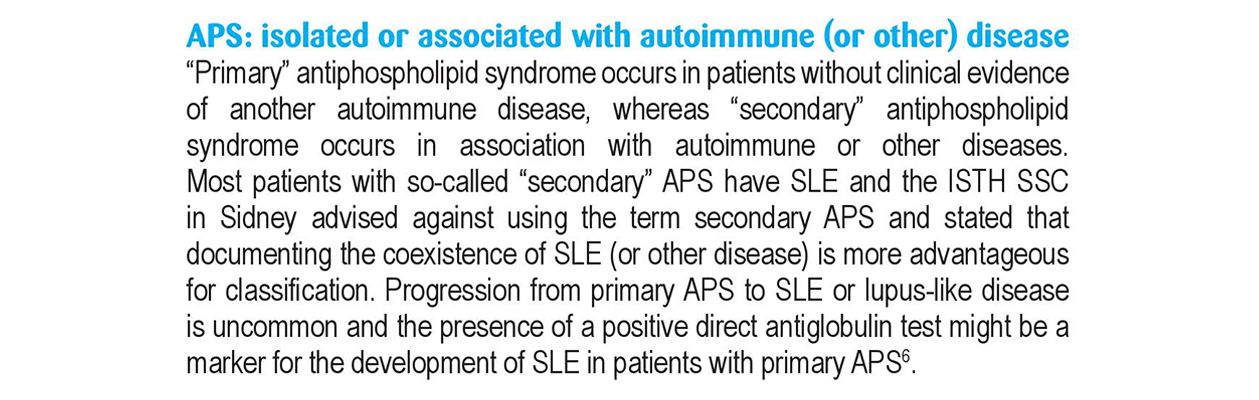 APS: isolated or associated with autoimmune (or other) disease
“Primary” antiphospholipid syndrome occurs in patients without clinical evidence
of another autoimmune disease, whereas “secondary” antiphospholipid
syndrome occurs in association with autoimmune or other diseases.
Most patients with so-called “secondary” APS have SLE and the ISTH SSC
in Sidney advised against using the term secondary APS and stated that
documenting the coexistence of SLE (or other disease) is more advantageous
for classification. Progression from primary APS to SLE or lupus-like disease
is uncommon and the presence of a positive direct antiglobulin test might be a
marker for the development of SLE in patients with primary APS⁶.